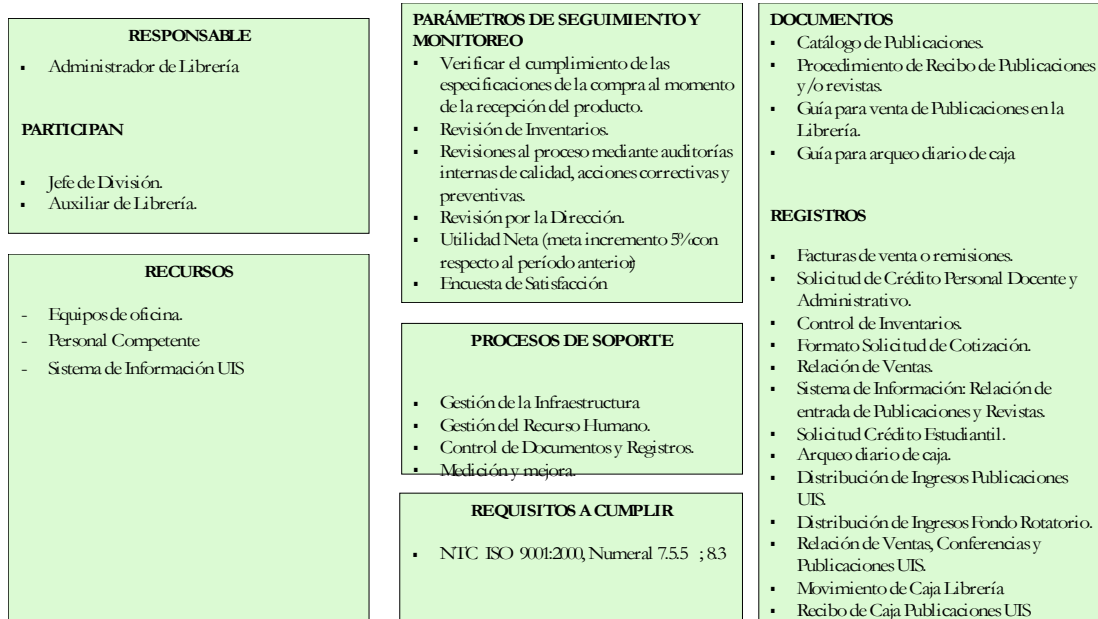 RESPONSABLE
▪ Administrador de Librería
PARTICIPAN
▪ Jefe de División.
▪ Auxiliar de Librería.
RECURSOS
- Equipos de oficina.
- Personal Competente
- Sistema de Información UIS
PARÁMETROS DE SEGUIMIENTO Y
MONITOREO
▪ Verificar el cumplimiento de las
especificaciones de la compra al momento
de la recepción del producto.
▪ Revisión de Inventarios.
▪ Revisiones al proceso mediante auditorías
internas de calidad, acciones correctivas y
preventivas.
▪ Revisión por la Dirección.
▪ Utilidad Neta (meta incremento 5% con
respecto al período anterior)
▪ Encuesta de Satisfacción
PROCESOS DE SOPORTE
▪ Gestión de la Infraestructura
▪ Gestión del Recurso Humano.
▪ Control de Documentos y Registros.
▪ Medición y mejora.
REQUISITOS A CUMPLIR
▪ NTC ISO 9001:2000, Numeral 7.5.5 ; 8.3
DOCUMENTOS
▪ Catálogo de Publicaciones.
▪ Procedimiento de Recibo de Publicaciones
y/o revistas.
▪ Guía para venta de Publicaciones en la
Librería.
▪ Guía para arqueo diario de caja
REGISTROS
▪ Facturas de venta o remisiones.
▪ Solicitud de Crédito Personal Docente y
Administrativo.
▪ Control de Inventarios.
▪ Formato Solicitud de Cotización.
▪ Relación de Ventas.
▪ Sistema de Información: Relación de
entrada de Publicaciones y Revistas.
▪ Solicitud Crédito Estudiantil.
▪ Arqueo diario de caja.
▪ Distribución de Ingresos Publicaciones
UIS.
▪ Distribución de Ingresos Fondo Rotatorio.
▪ Relación de Ventas, Conferencias y
Publicaciones UIS.
▪ Movimiento de Caja Librería
▪ Recibo de Caja Publicaciones UIS